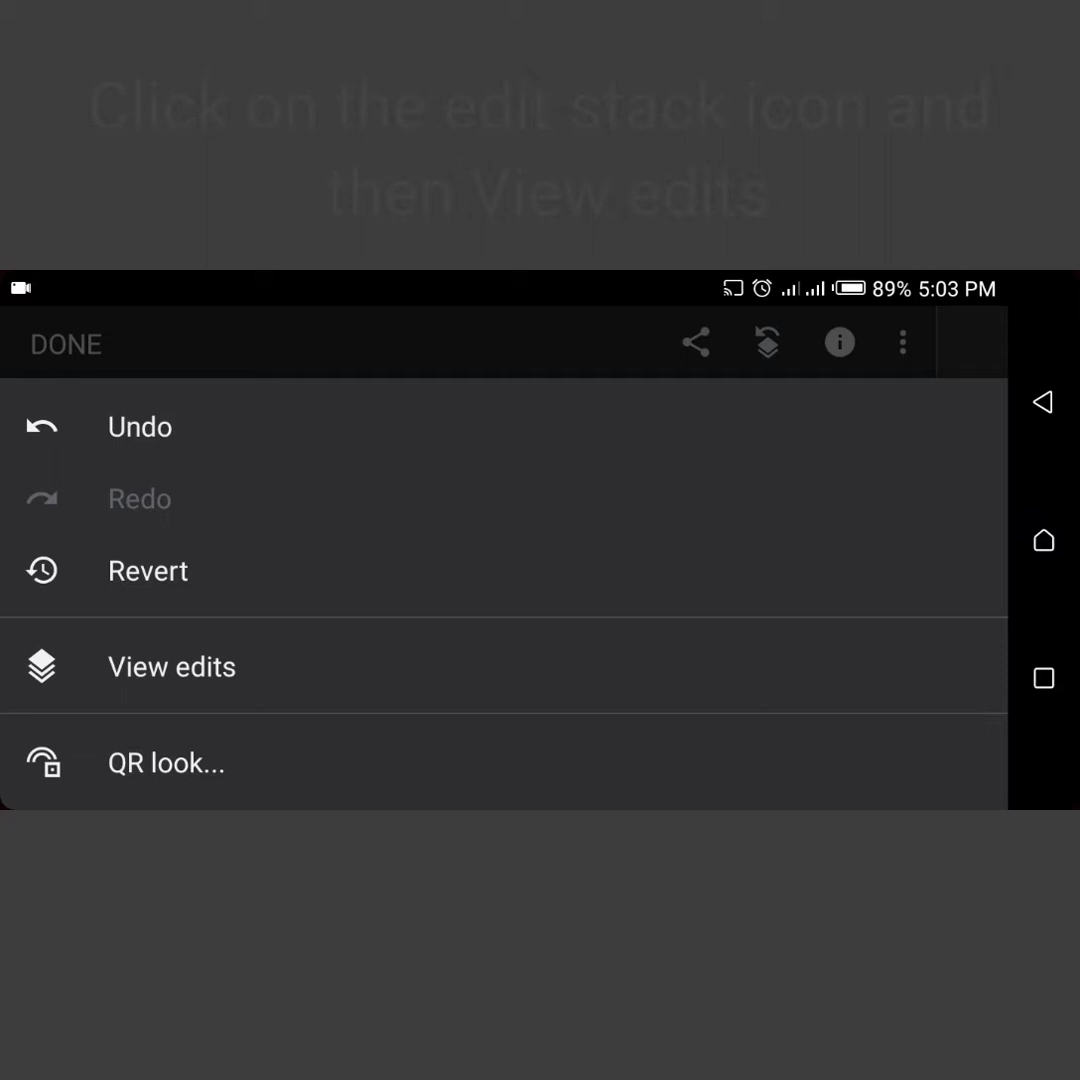 Click on the edit stack icon and
then View edits
89% 5:03 PM
DONE
Undo
Redo
Revert
View edits
QR look...